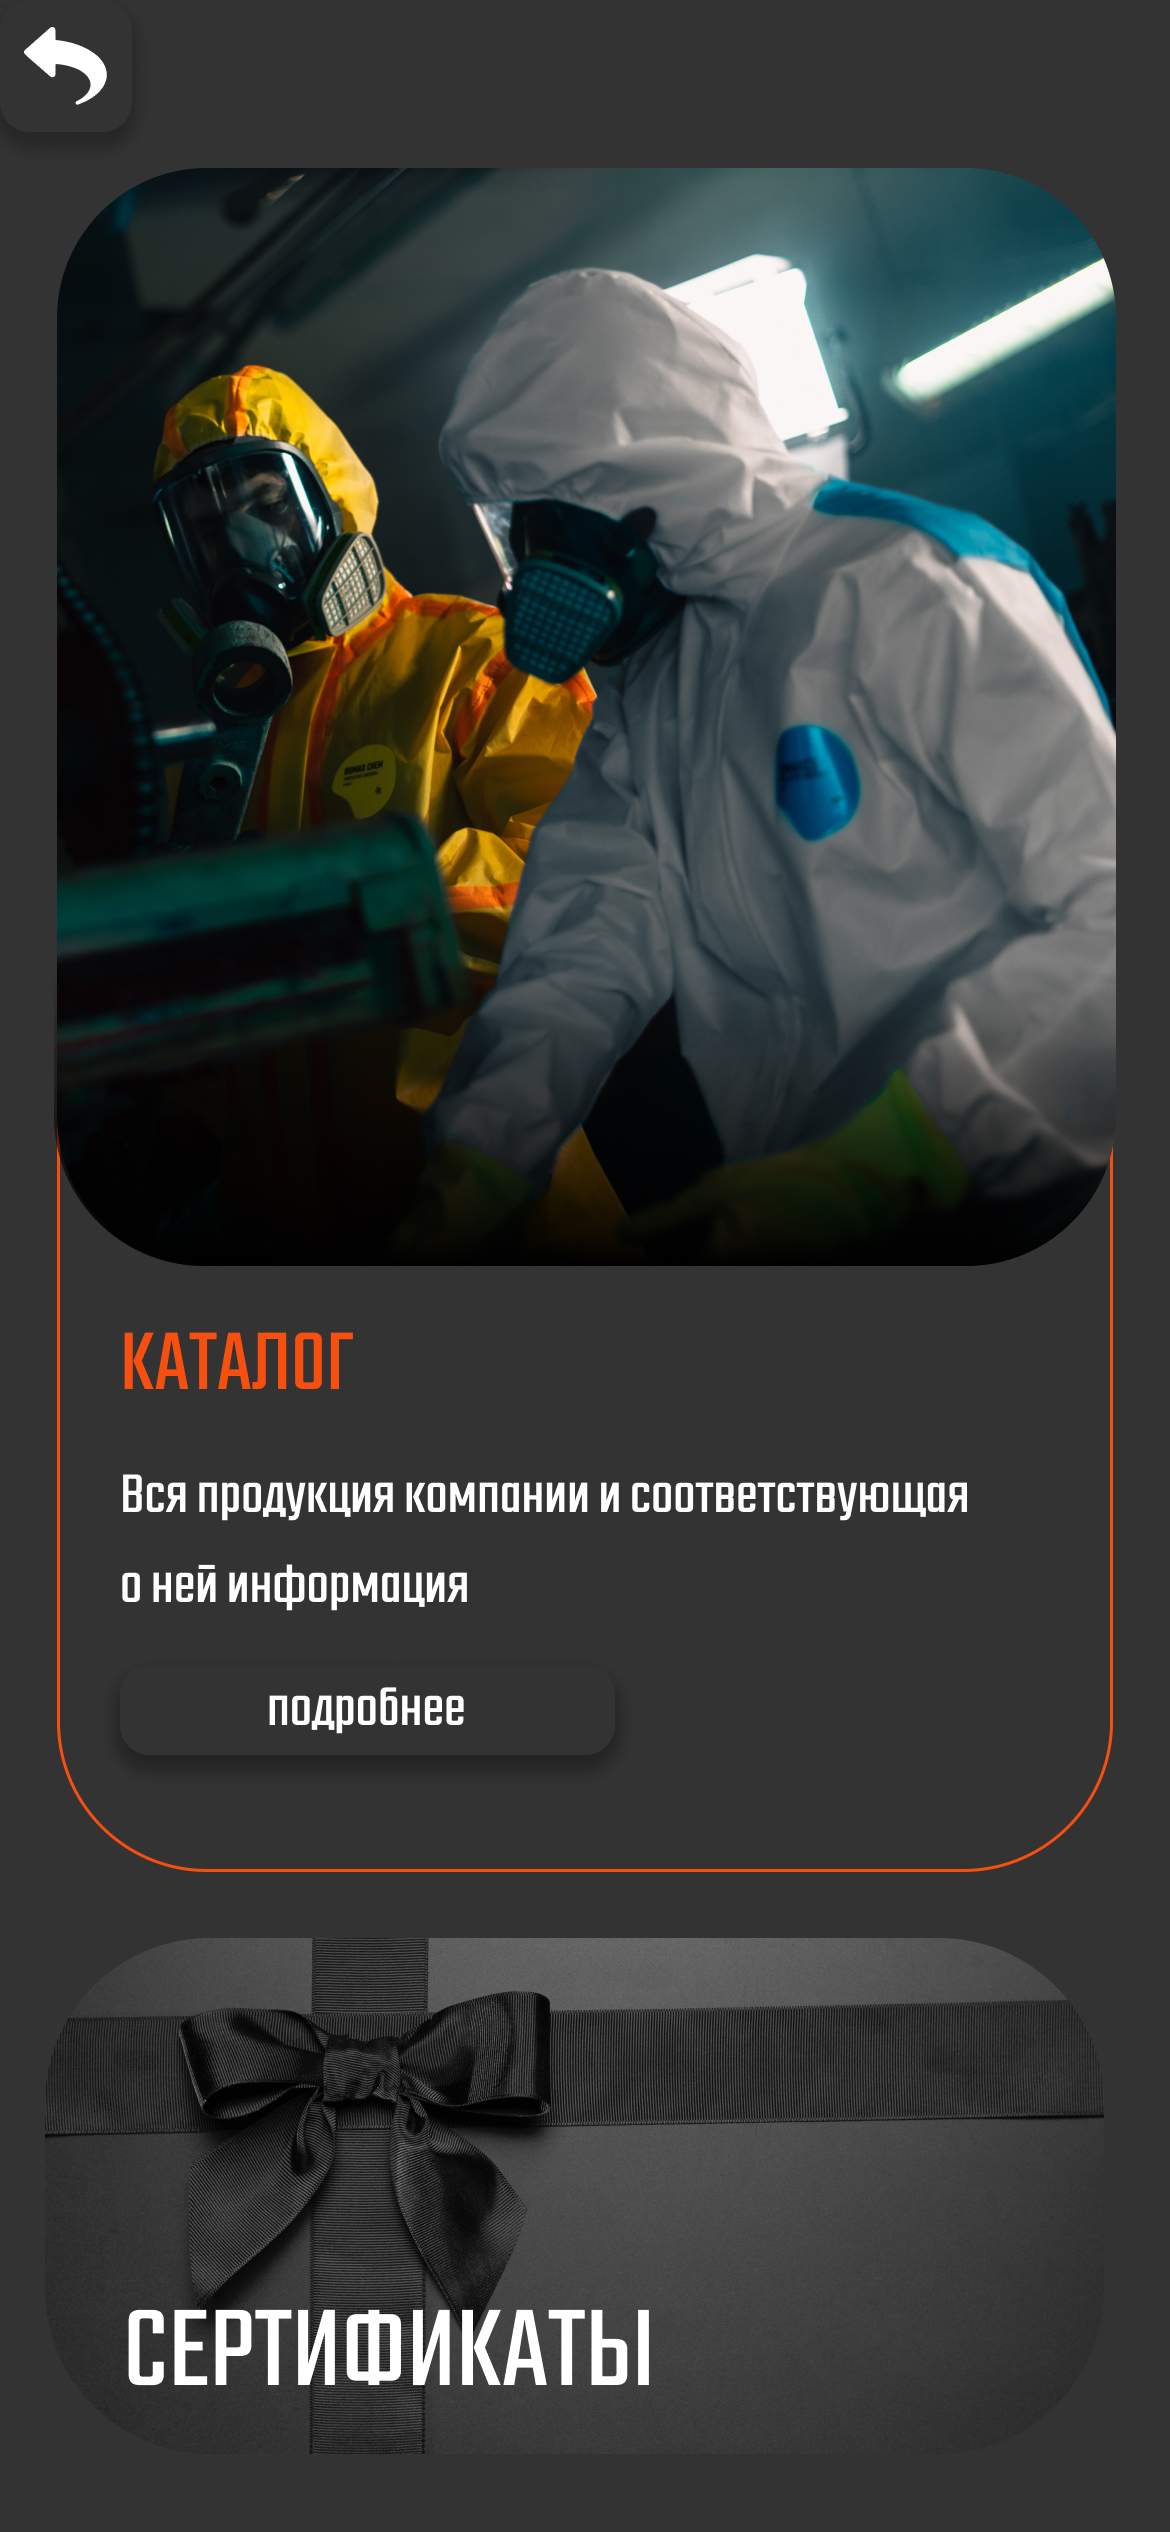 КАТАЛОГ
Вся продукция компании и соответствующая
о ней информация
подробнее
СЕРТИФИКАТЫ